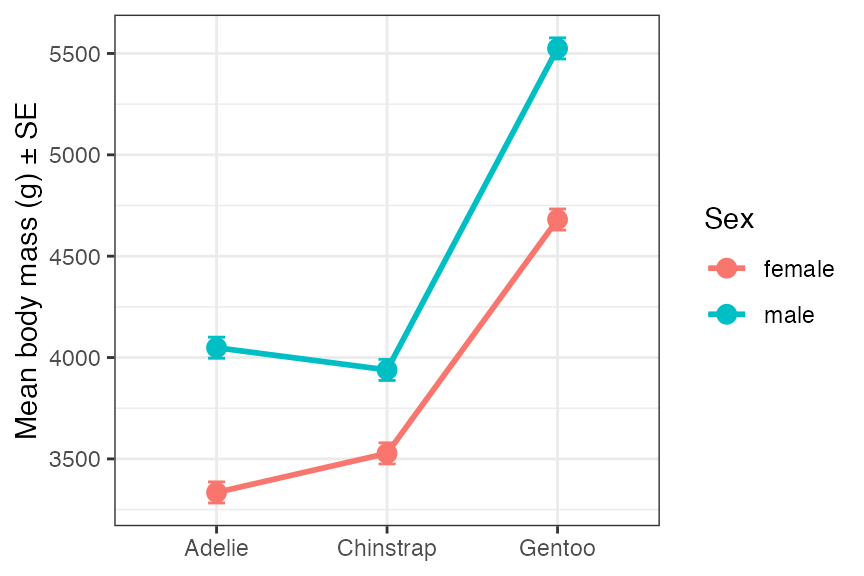 Mean body mass (g) ± SE
5500
5000
4500
4000
3500
Adelie Chinstrap Gentoo
Sex
female
male